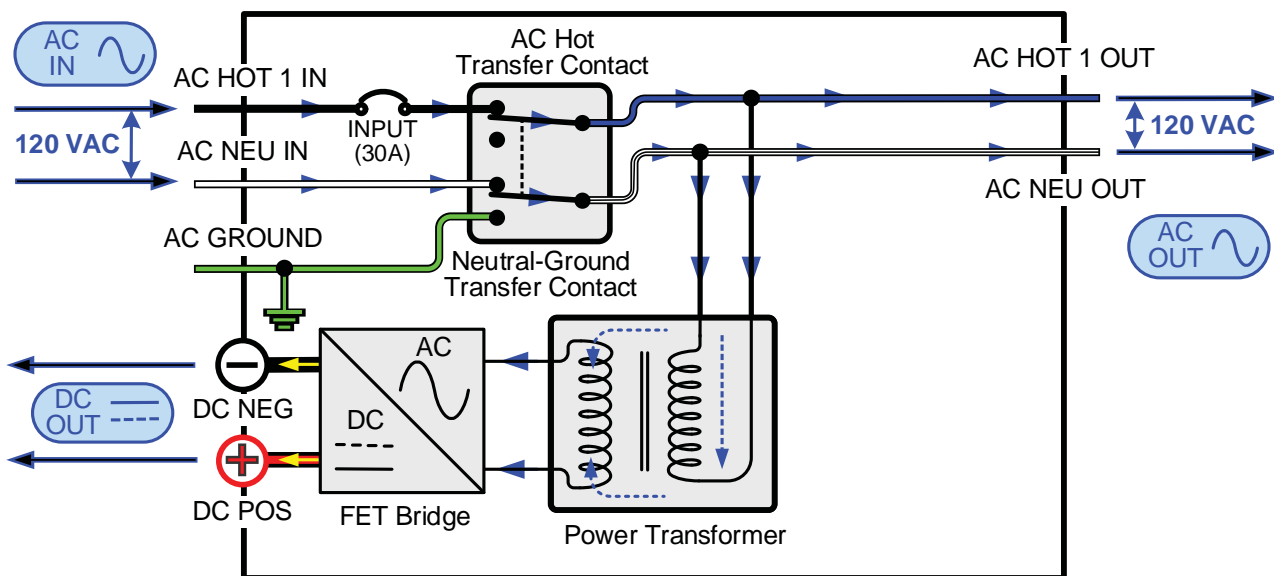 AC
IN
AC HOT 1 IN
120 VAC
AC NEU IN
INPUT
(30A)
AC GROUND
AC Hot
Transfer Contact
Neutral-Ground
Transfer Contact
AC HOT 1 OUT
120 VAC
AC NEU OUT
AC
OUT
DC NEG
DC
OUT
DC POS
AC
DC
FET Bridge
Power Transformer